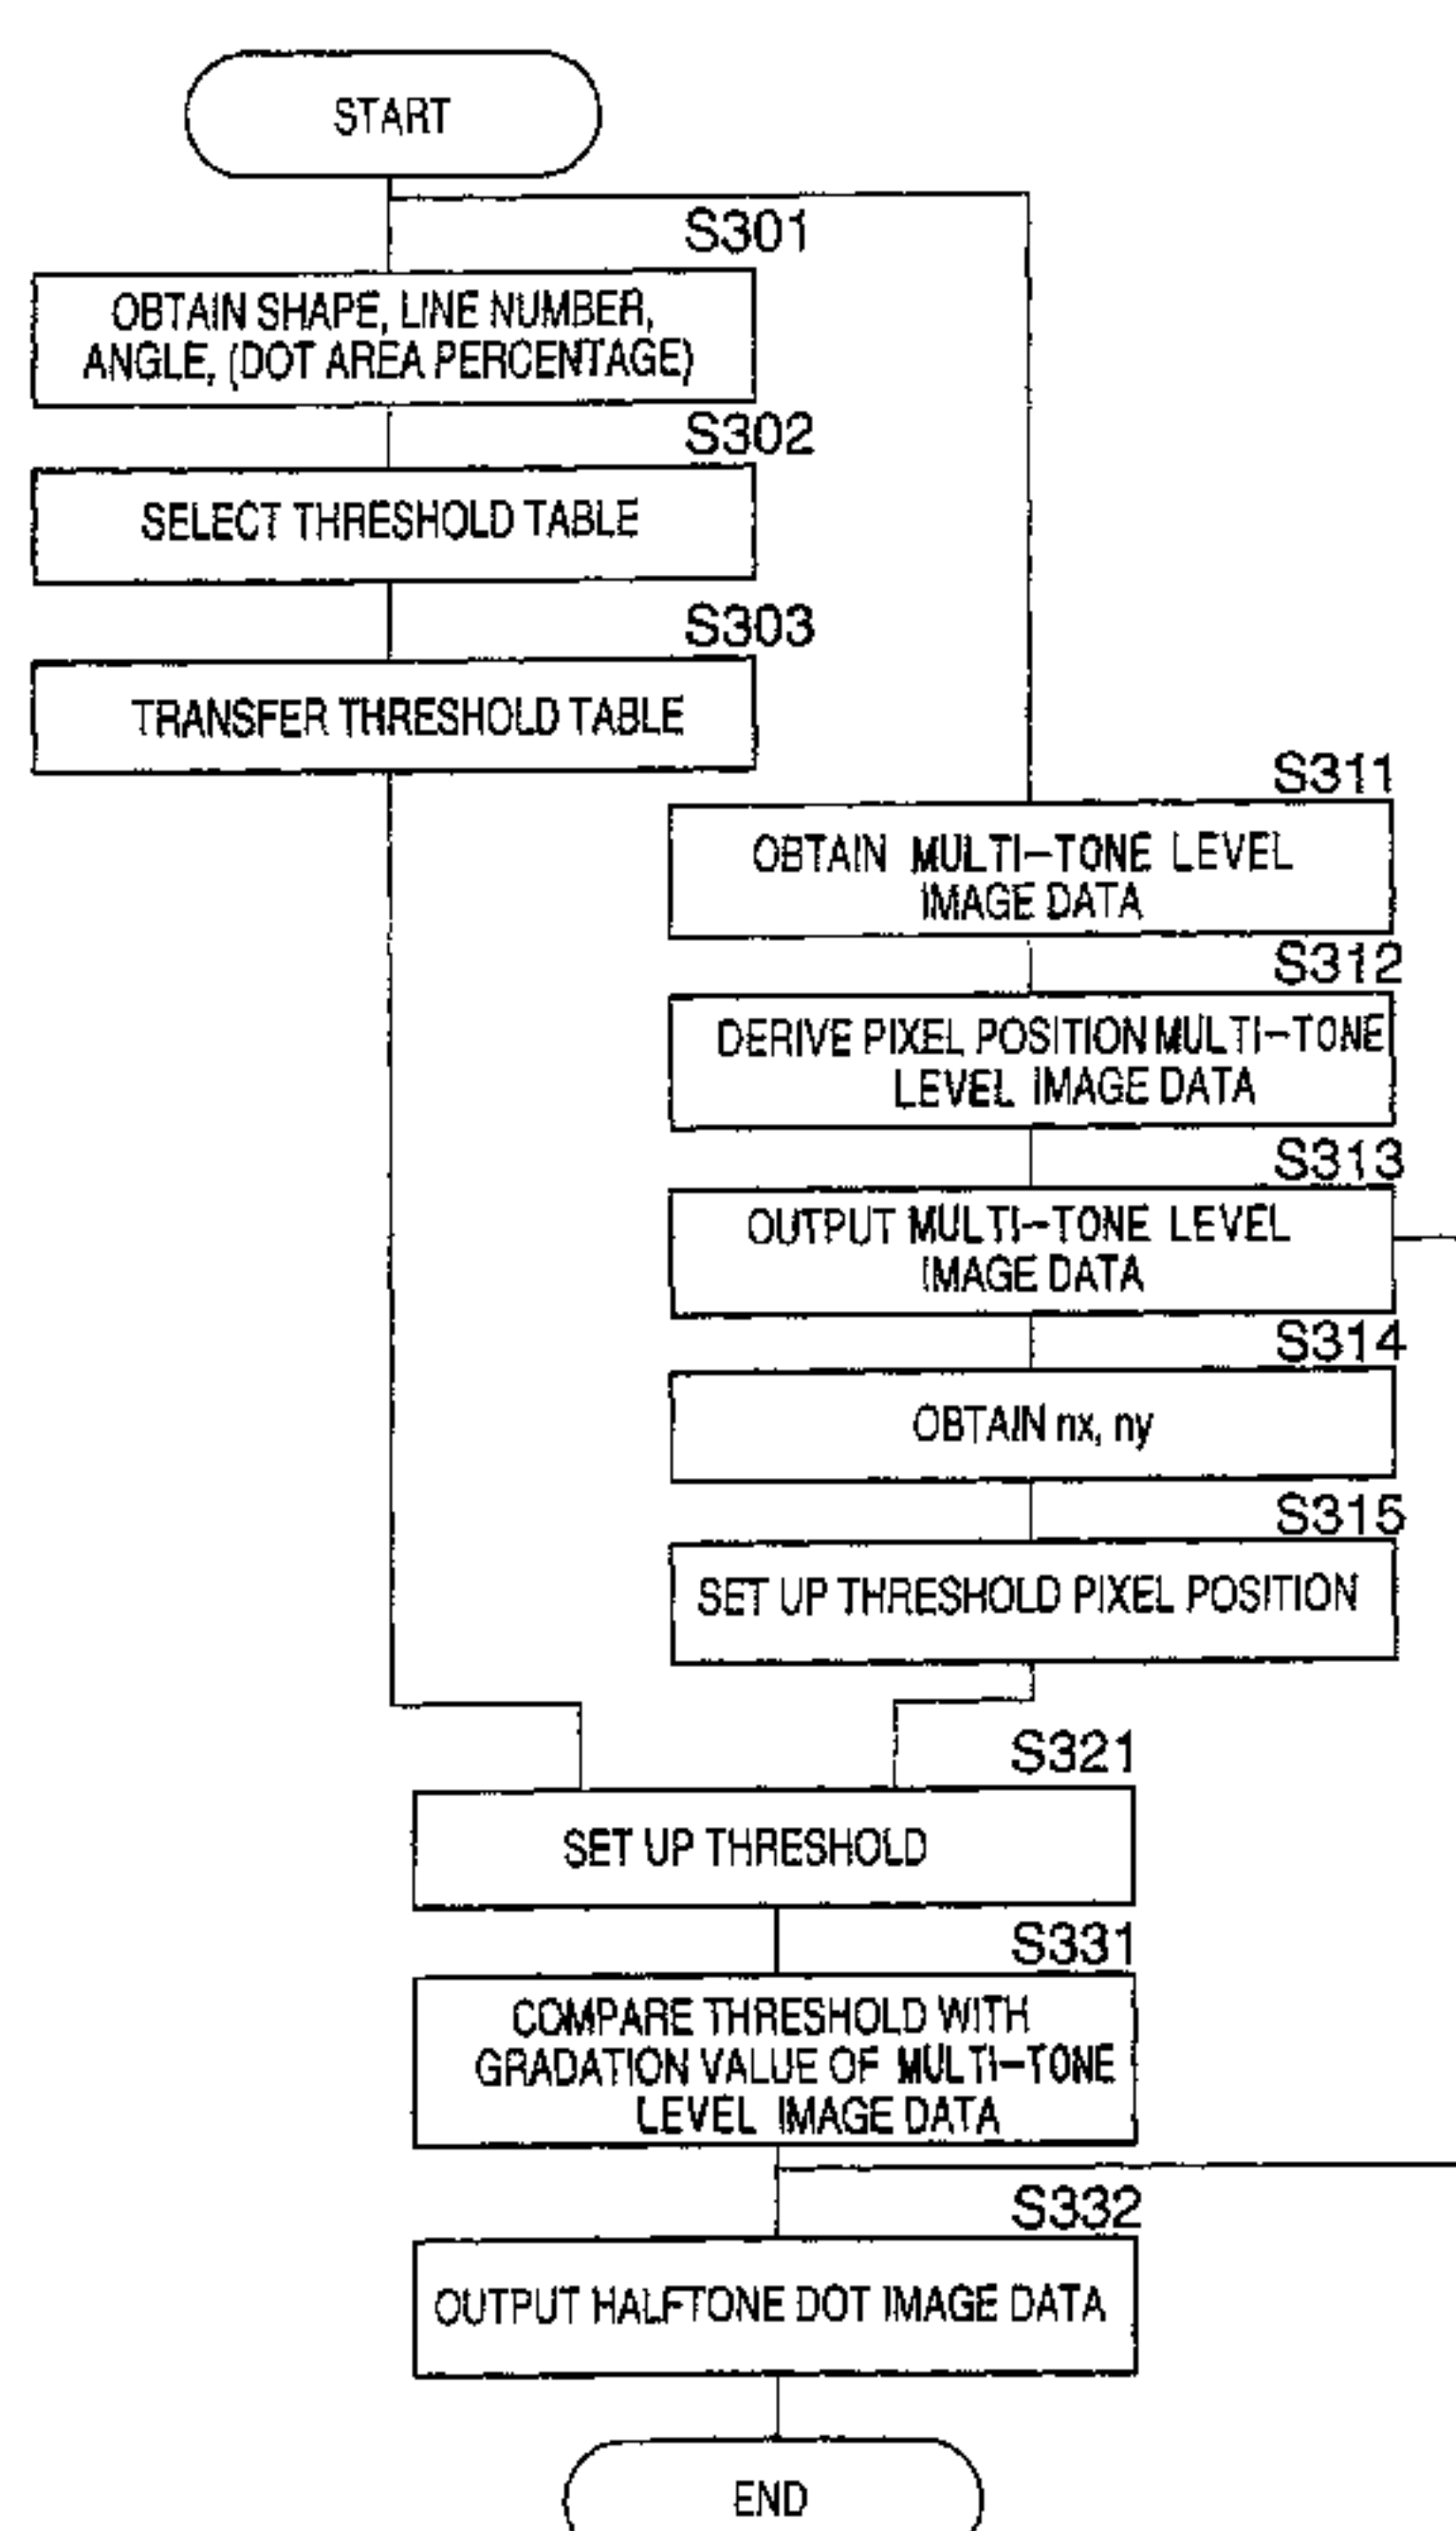 START
S301
OBTAIN SHAPE, LINE NUMBER,
ANGLE, (DOT AREA PERCENTAGE)
S302
SELECT THRESHOLD TABLE
S303
TRANSFER THRESHOLD TABLE
S311
OBTAIN MULTI-TONE LEVEL
IMAGE DATA
S312
DERIVE PIXEL POSITION MULTI-TONE
LEVEL IMAGE DATA
S313
OUTPUT MULTI-TONE LEVEL
IMAGE DATA
S314
OBTAIN nx, ny
S315
SET UP THRESHOLD PIXEL POSITION
S321
SET UP THRESHOLD
S331
COMPARE THRESHOLD WITH
GRADATION VALUE OF MULTI-TONE
LEVEL IMAGE DATA
S332
OUTPUT HALFTONE DOT IMAGE DATA
END